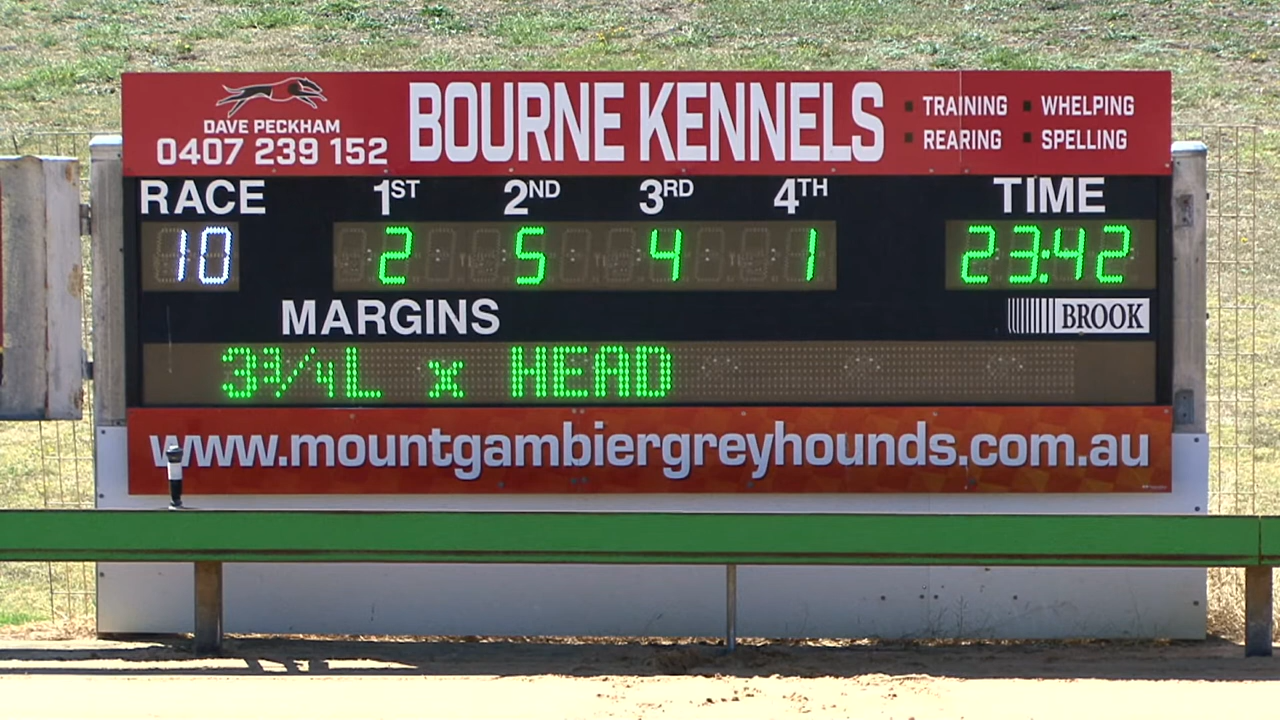 BOURNE KENNELS
DAVE PECKHAM
0407 239 152
▪ TRAINING ▪ WHELPING
▪ REARING ▪ SPELLING
RACE 1ST 2ND 3RD 4TH TIME
10 2 5 4 1 23:42
MARGINS
BROOK
3¾L x HEAD
www.mountgambiergreyhounds.com.au